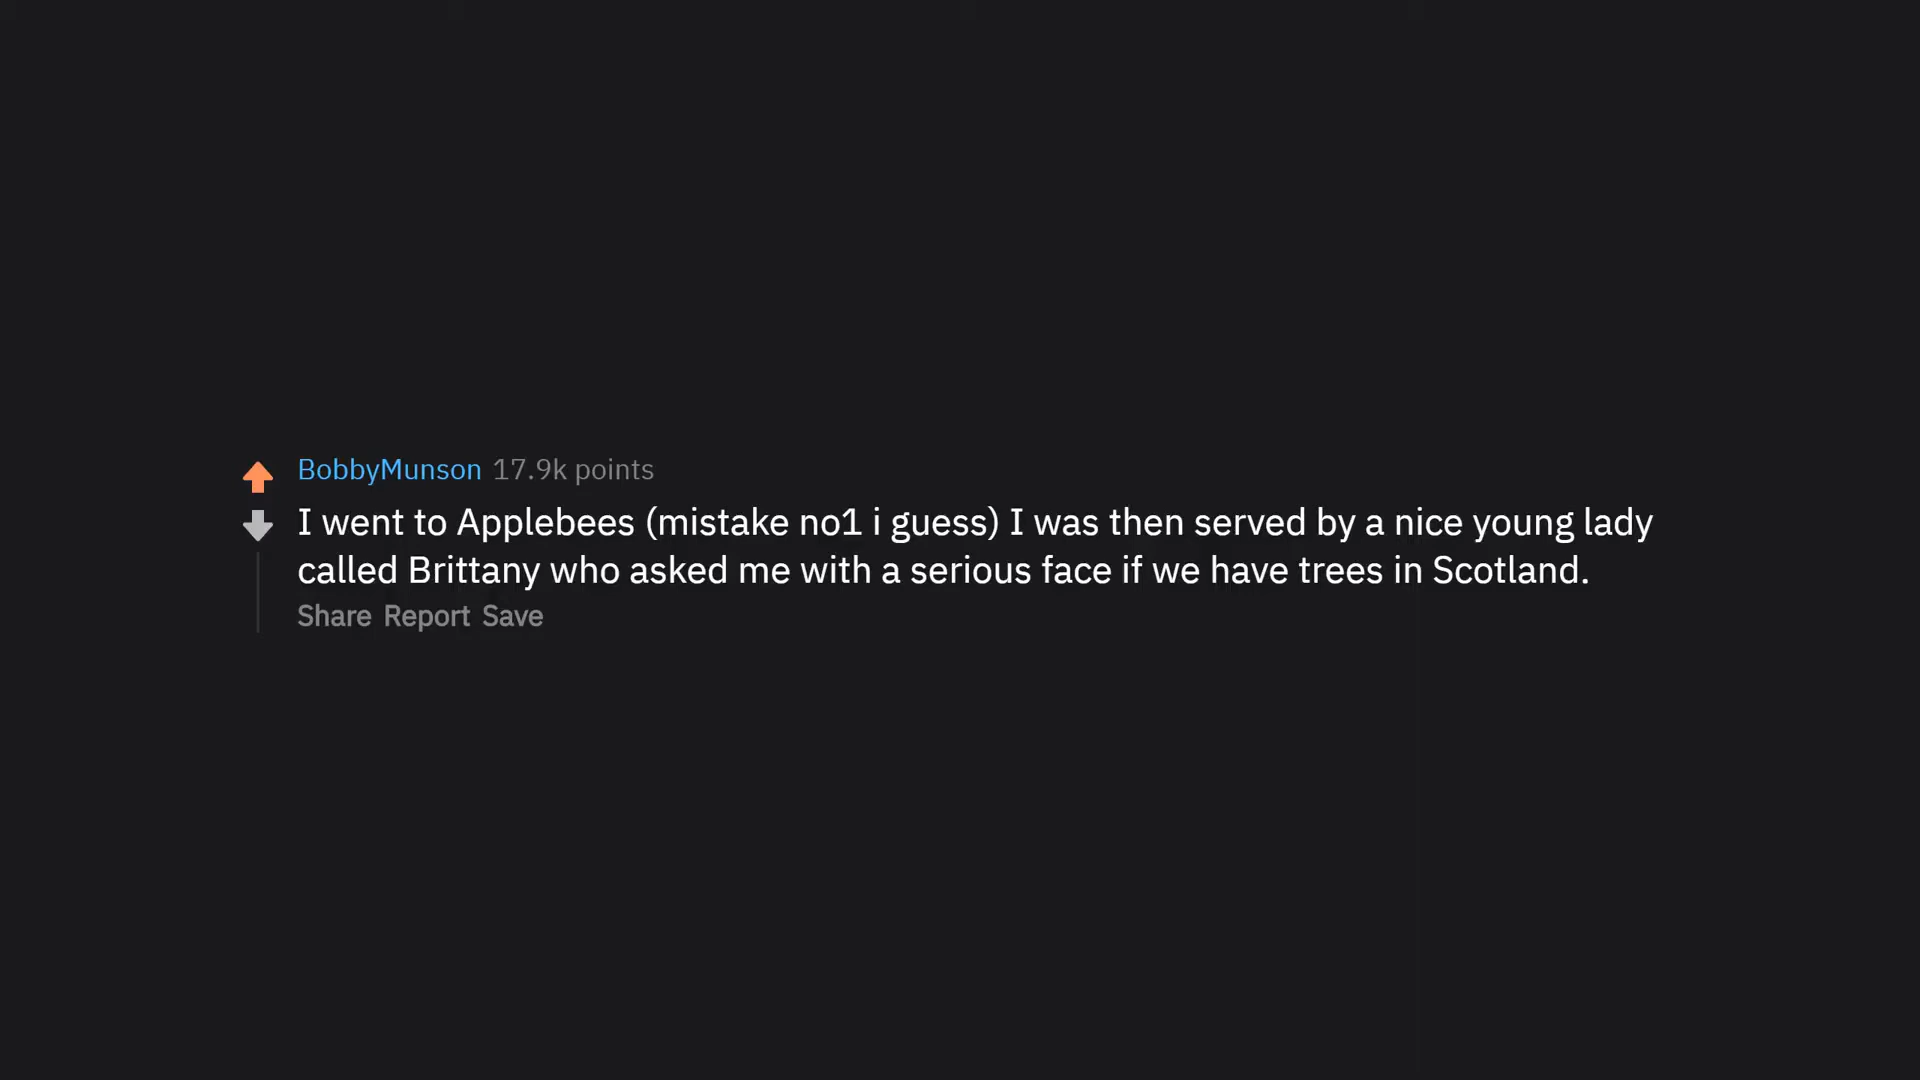 BobbyMunson 17.9k points
I went to Applebees (mistake no1 i guess) I was then served by a nice young lady
called Brittany who asked me with a serious face if we have trees in Scotland.
Share Report Save